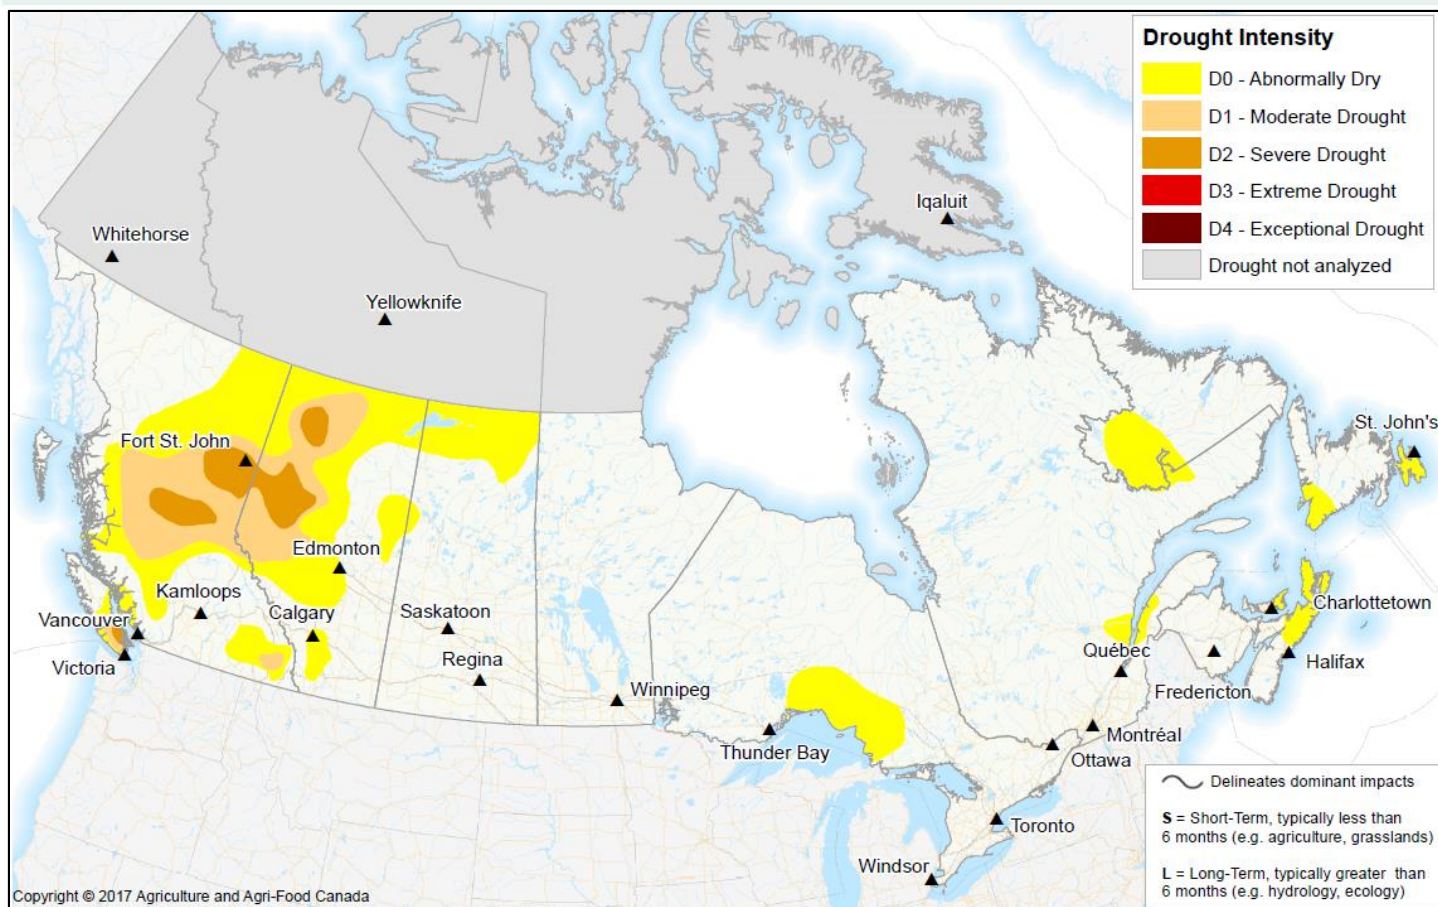 Drought Intensity
D0 - Abnormally Dry
D1 - Moderate Drought
D2 - Severe Drought
D3 - Extreme Drought
D4 - Exceptional Drought
Drought not analyzed
Iqaluit
Whitehorse
Yellowknife
Fort St. John
St. John's
Edmonton
Kamloops
Calgary
Saskatoon
Charlottetown
Vancouver
Victoria
Regina
Québec
Halifax
Winnipeg
Fredericton
Thunder Bay
Montréal
Ottawa
Toronto
Windsor
Delineates dominant impacts
S = Short-Term, typically less than
6 months (e.g. agriculture, grasslands)
L = Long-Term, typically greater than
6 months (e.g. hydrology, ecology)
Copyright © 2017 Agriculture and Agri-Food Canada